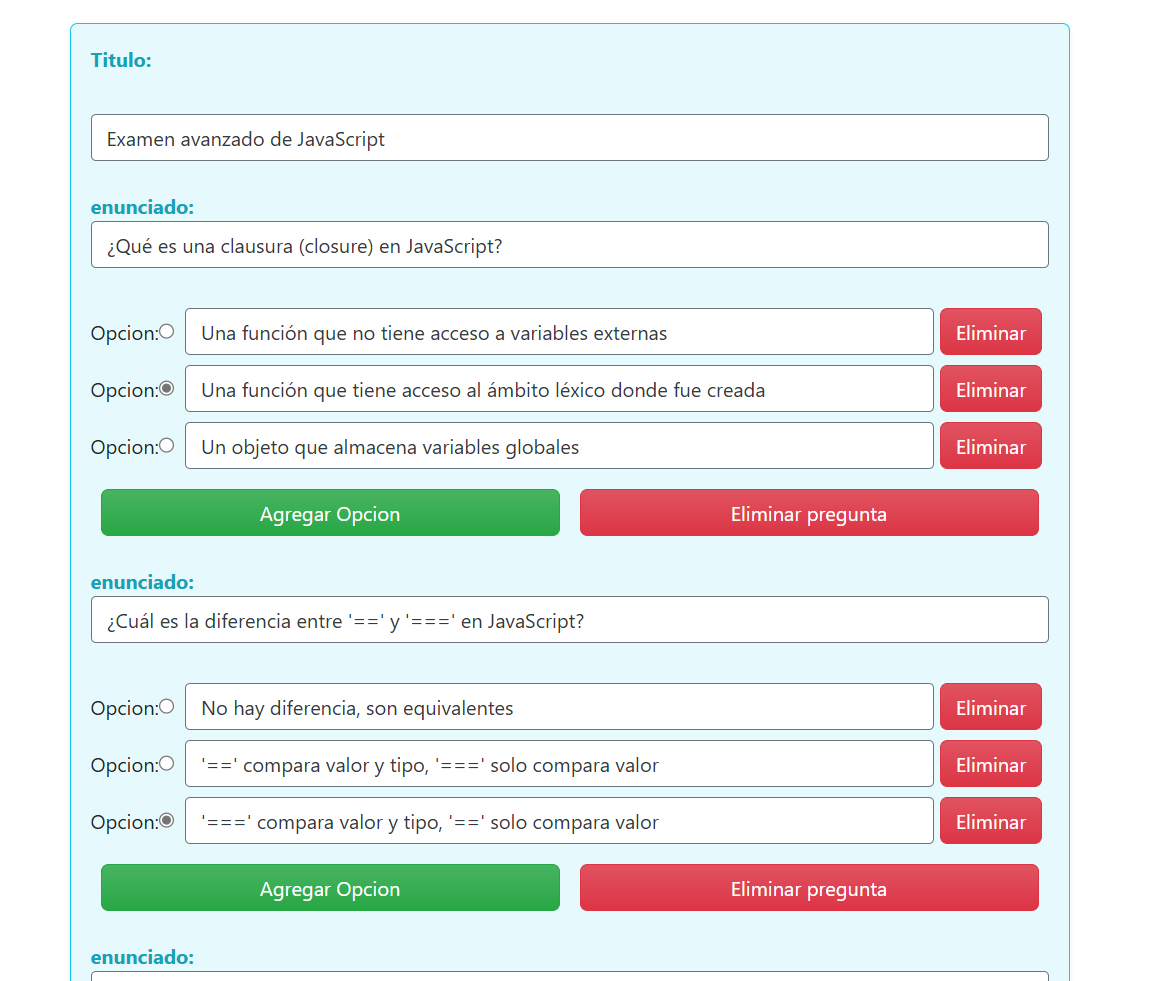 Titulo:
Examen avanzado de JavaScript
enunciado:
¿Qué es una clausura (closure) en JavaScript?
Opcion: Una función que no tiene acceso a variables externas Eliminar
Opcion: Una función que tiene acceso al ámbito léxico donde fue creada Eliminar
Opcion: Un objeto que almacena variables globales Eliminar
Agregar Opcion Eliminar pregunta
enunciado:
¿Cuál es la diferencia entre '==' y '===' en JavaScript?
Opcion: No hay diferencia, son equivalentes Eliminar
Opcion: '==' compara valor y tipo, '===' solo compara valor Eliminar
Opcion: '===' compara valor y tipo, '==' solo compara valor Eliminar
Agregar Opcion Eliminar pregunta
enunciado: